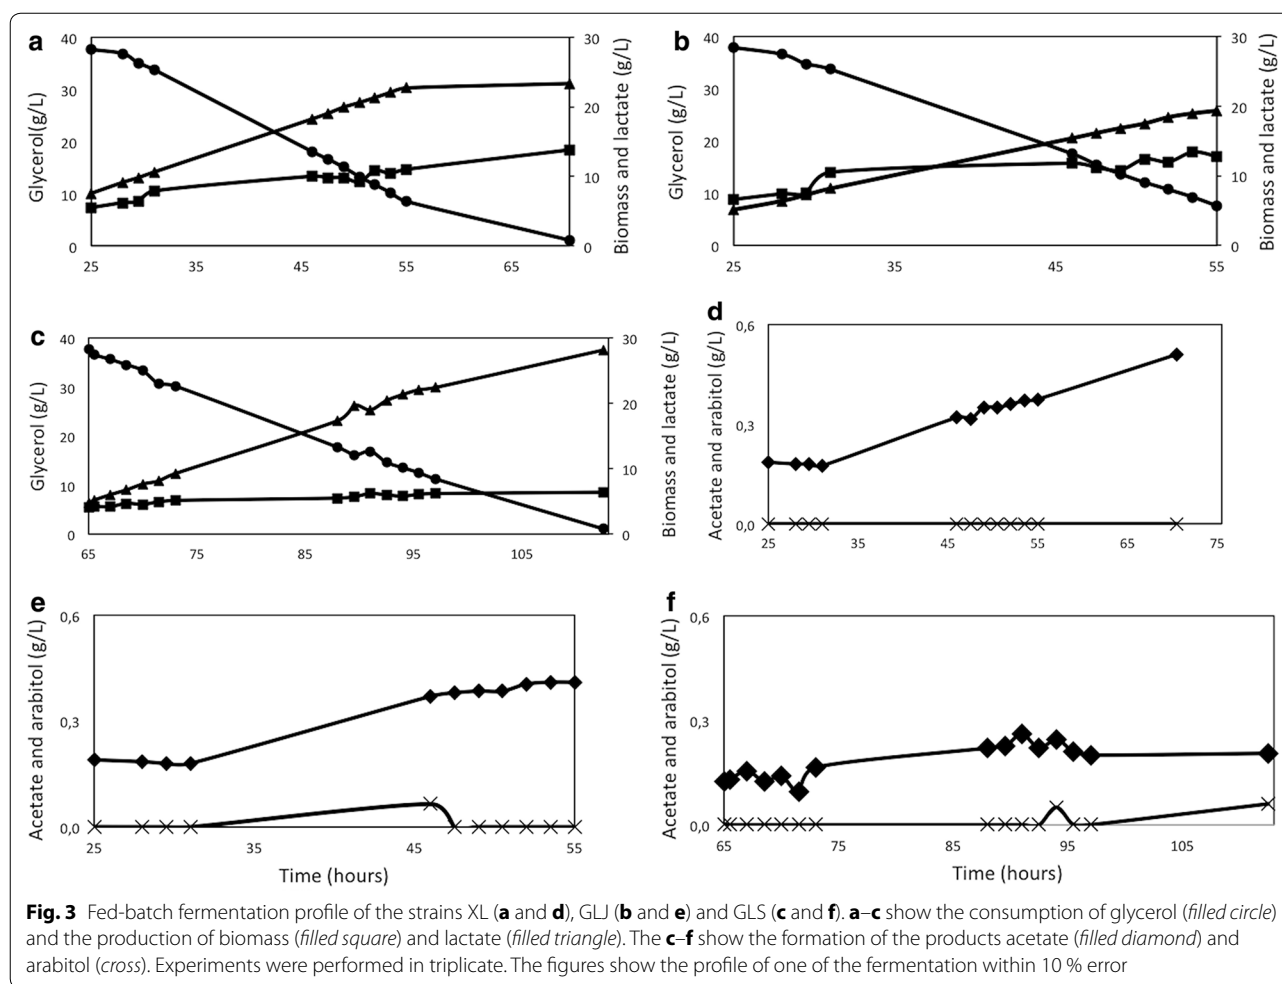 a
40
30
20
10
0
Glycerol(g/L)
30
20
10
0
Biomass and lactate (g/L)
25 35 45 55 65
b
40
30
20
10
0
Glycerol (g/L)
30
20
10
0
Biomass and lactate (g/L)
25 35 45 55
c
40
30
20
10
0
Glycerol (g/L)
30
20
10
0
Biomass and lactate (g/L)
65 75 85 95 105
d
0,6
0,3
0,0
Acetate and arabitol (g/L)
25 35 45 55 65 75
e
0,6
0,3
0,0
Acetate and arabitol (g/L)
25 35 45 55
Time (hours)
f
0,6
0,3
0,0
Acetate and arabitol (g/L)
65 75 85 95 105
Time (hours)
Fig. 3 Fed-batch fermentation profile of the strains XL (a and d), GLJ (b and e) and GLS (c and f). a–c show the consumption of glycerol (filled circle)
and the production of biomass (filled square) and lactate (filled triangle). The c–f show the formation of the products acetate (filled diamond) and
arabitol (cross). Experiments were performed in triplicate. The figures show the profile of one of the fermentation within 10 % error